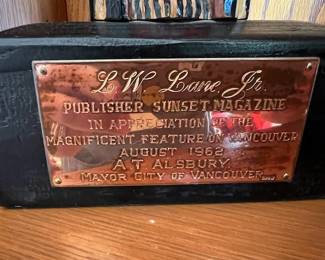 L.W. Lane, Jr.
PUBLISHER SUNSET MAGAZINE
IN APPRECIATION OF THE
MAGNIFICENT FEATURE ON VANCOUVER
AUGUST 1962
A.T. ALSBURY
MAYOR CITY OF VANCOUVER